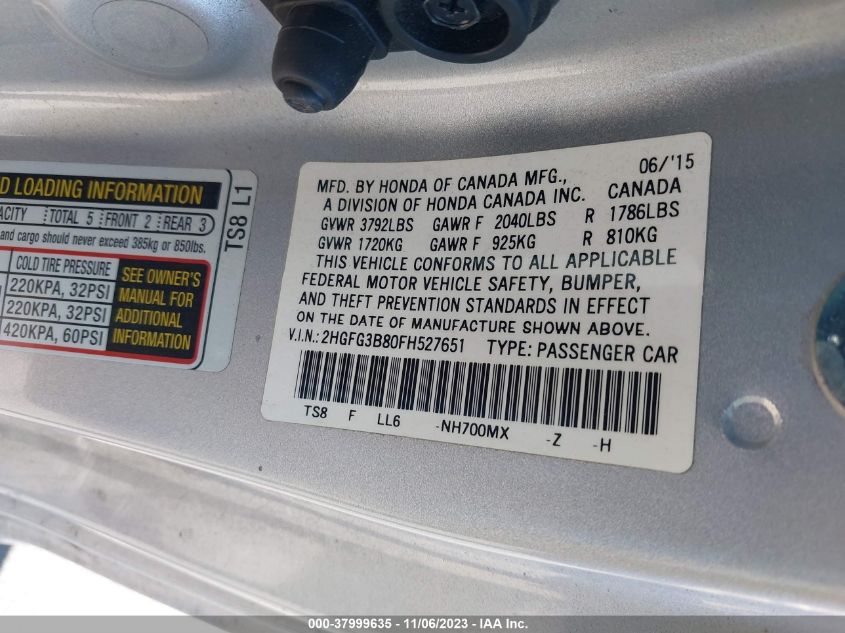 D LOADING INFORMATION
ACITY TOTAL 5 FRONT 2 REAR 3
and cargo should never exceed 385kg or 850lbs.
COLD TIRE PRESSURE
220KPA, 32PSI
220KPA, 32PSI
420KPA, 60PSI
SEE OWNER'S
MANUAL FOR
ADDITIONAL
INFORMATION
TS8 L1
06/'15
MFD. BY HONDA OF CANADA MFG.,
A DIVISION OF HONDA CANADA INC. CANADA
GVWR 3792LBS GAWR F 2040LBS R 1786LBS
GVWR 1720KG GAWR F 925KG R 810KG
THIS VEHICLE CONFORMS TO ALL APPLICABLE
FEDERAL MOTOR VEHICLE SAFETY, BUMPER,
AND THEFT PREVENTION STANDARDS IN EFFECT
ON THE DATE OF MANUFACTURE SHOWN ABOVE.
V.I.N.: 2HGFG3B80FH527651 TYPE: PASSENGER CAR
TS8 F LL6 -NH700MX -Z -H
000-37999635 - 11/06/2023 - IAA Inc.